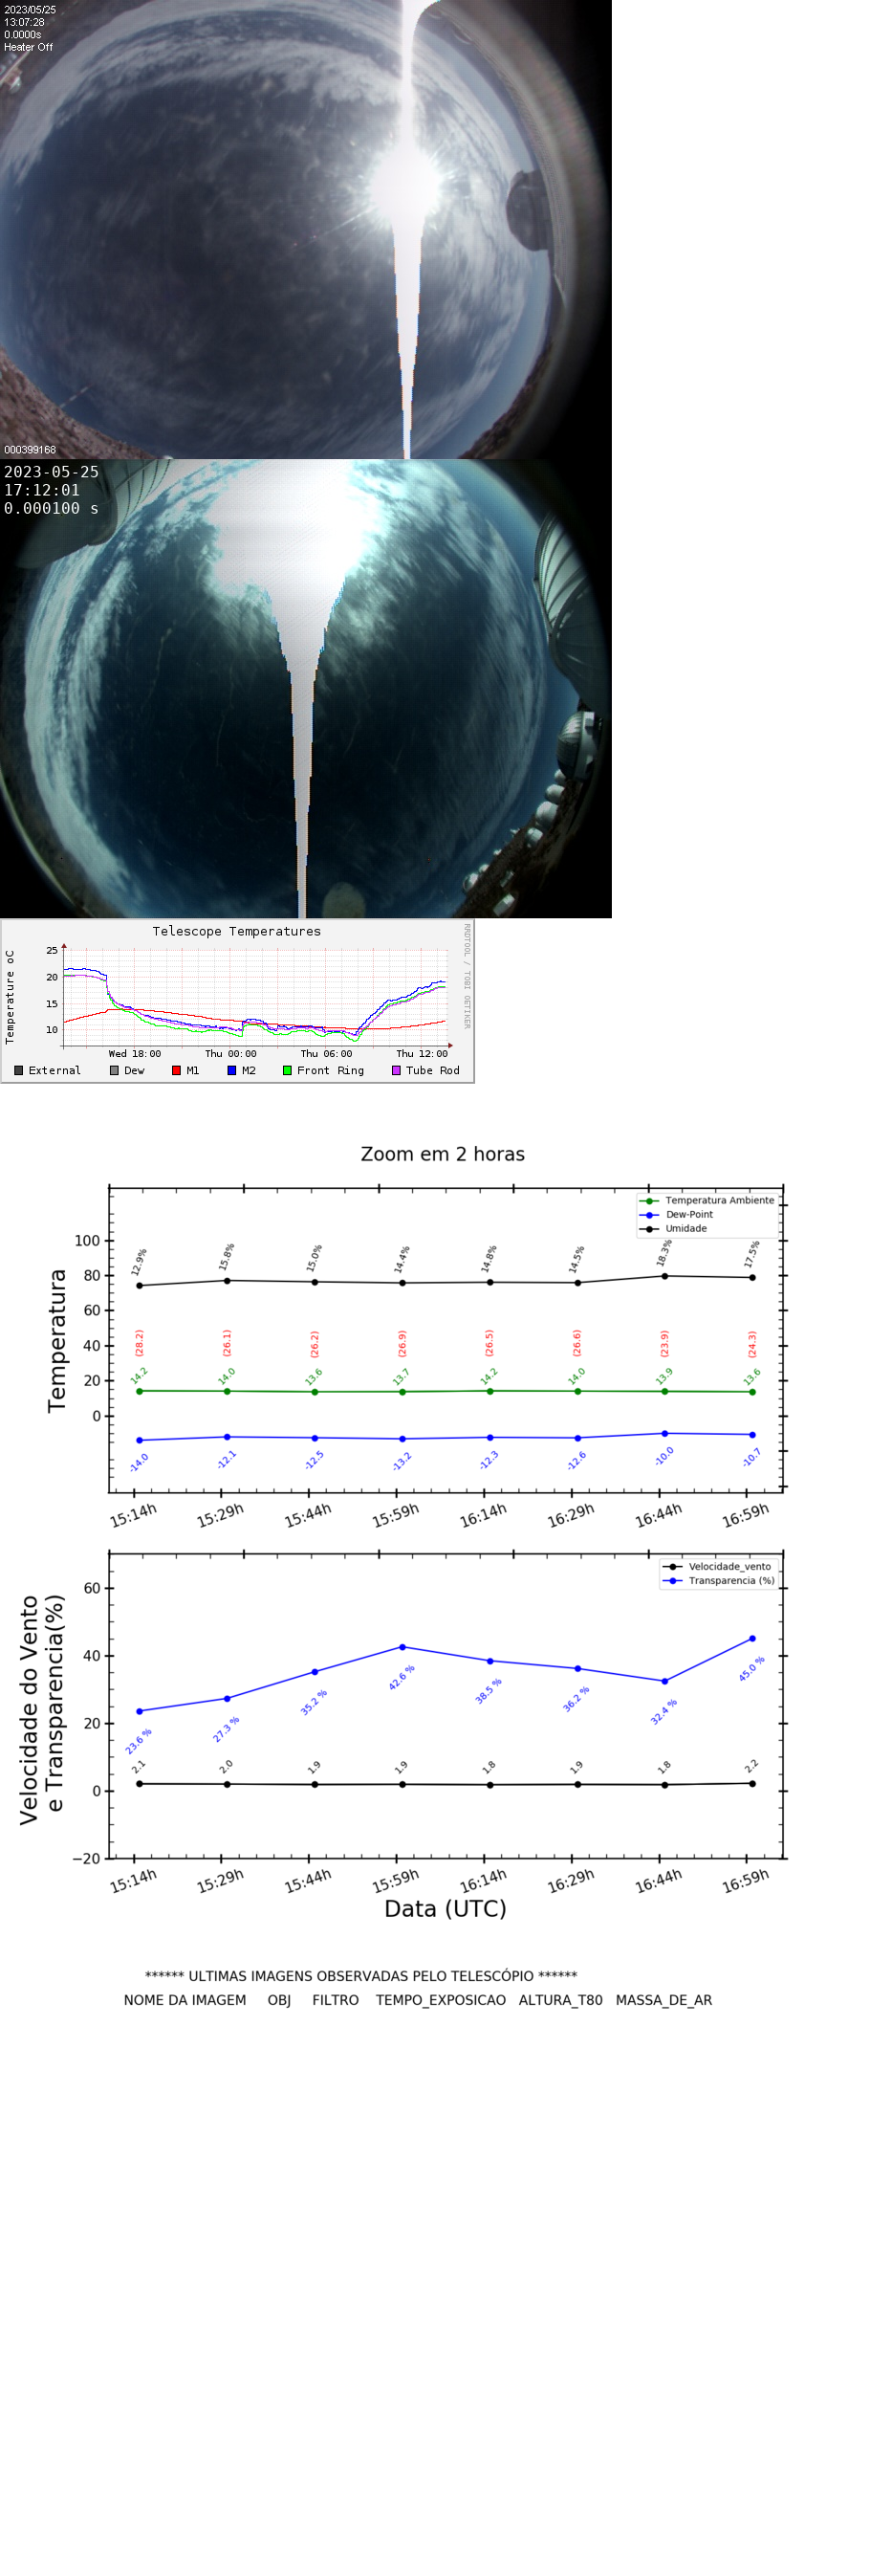 2023/05/25
13:07:28
0.0000s
Heater Off
000399168
2023-05-25
17:12:01
0.000100 s
Telescope Temperatures
RRDTOOL / TOBI OETIKER
Temperature oC
25
20
15
10
Wed 18:00 Thu 00:00 Thu 06:00 Thu 12:00
External Dew M1 M2 Front Ring Tube Rod
Zoom em 2 horas
Temperatura
Temperatura Ambiente
Dew-Point
Umidade
100
80
60
40
20
0
12.9% 15.8% 15.0% 14.4% 14.8% 14.5% 18.3% 17.5%
(28.2) (26.1) (26.2) (26.9) (26.5) (26.6) (23.9) (24.3)
14.2 14.0 13.6 13.7 14.2 14.0 13.9 13.6
-14.0 -12.1 -12.5 -13.2 -12.3 -12.6 -10.0 -10.7
15:14h 15:29h 15:44h 15:59h 16:14h 16:29h 16:44h 16:59h
Velocidade do Vento
e Transparencia(%)
Velocidade_vento
Transparencia (%)
60
40
20
0
−20
23.6 % 27.3 % 35.2 % 42.6 % 38.5 % 36.2 % 32.4 % 45.0 %
2.1 2.0 1.9 1.9 1.8 1.9 1.8 2.2
15:14h 15:29h 15:44h 15:59h 16:14h 16:29h 16:44h 16:59h
Data (UTC)
****** ULTIMAS IMAGENS OBSERVADAS PELO TELESCÓPIO ******
NOME DA IMAGEM OBJ FILTRO TEMPO_EXPOSICAO ALTURA_T80 MASSA_DE_AR